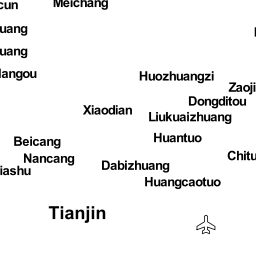 cun
Meichang
uang
uang
langou
Huozhuangzi
Zaoji
Dongditou
Xiaodian
Liukuaizhuang
Huantuo
Beicang
Nancang
Chitu
iashu
Dabizhuang
Huangcaotuo
Tianjin